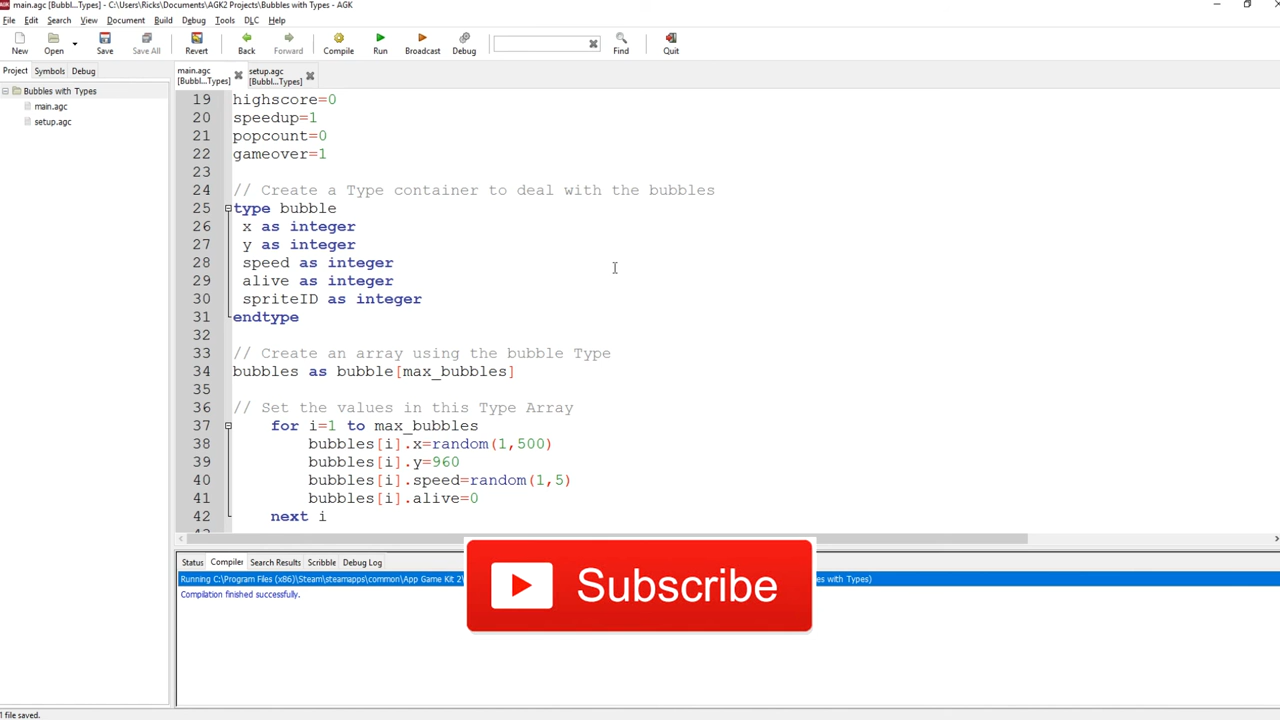 main.agc [Bubbl...Types] - C:\Users\Ricks\Documents\AGK2 Projects\Bubbles with Types - AGK
File Edit Search View Document Build Debug Tools DLC Help
New Open Save Save All Revert Back Forward Compile Run Broadcast Debug Find Quit
Project Symbols Debug
main.agc
[Bubbl...Types]
setup.agc
[Bubbl...Types]
Bubbles with Types
main.agc
setup.agc
19 highscore=0
20 speedup=1
21 popcount=0
22 gameover=1
23
24 // Create a Type container to deal with the bubbles
25 type bubble
26 x as integer
27 y as integer
28 speed as integer
29 alive as integer
30 spriteID as integer
31 endtype
32
33 // Create an array using the bubble Type
34 bubbles as bubble[max_bubbles]
35
36 // Set the values in this Type Array
37 for i=1 to max_bubbles
38 bubbles[i].x=random(1,500)
39 bubbles[i].y=960
40 bubbles[i].speed=random(1,5)
41 bubbles[i].alive=0
42 next i
Status Compiler Search Results Scribble Debug Log
Running C:\Program Files (x86)\Steam\steamapps\common\App Game Kit 2\ es with Types)
Compilation finished successfully.
Subscribe
1 file saved.